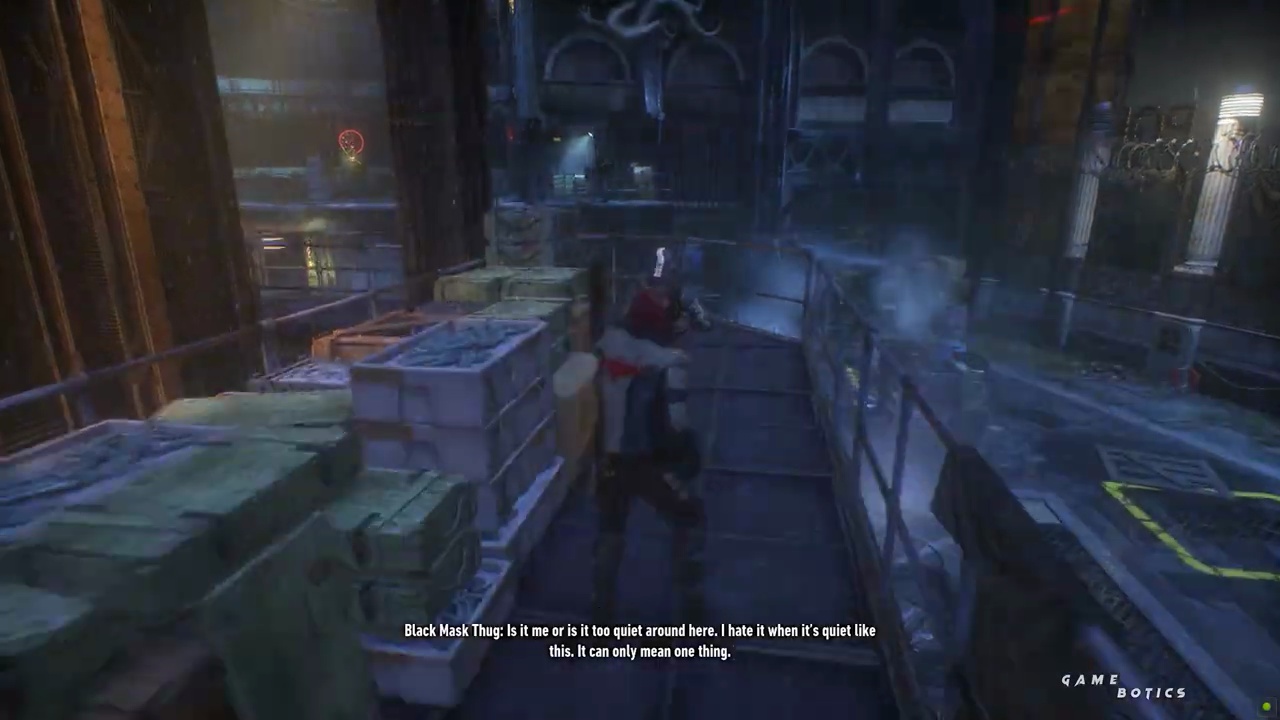 Black Mask Thug: Is it me or is it too quiet around here. I hate it when it's quiet like
this. It can only mean one thing.
GAME
BOTICS